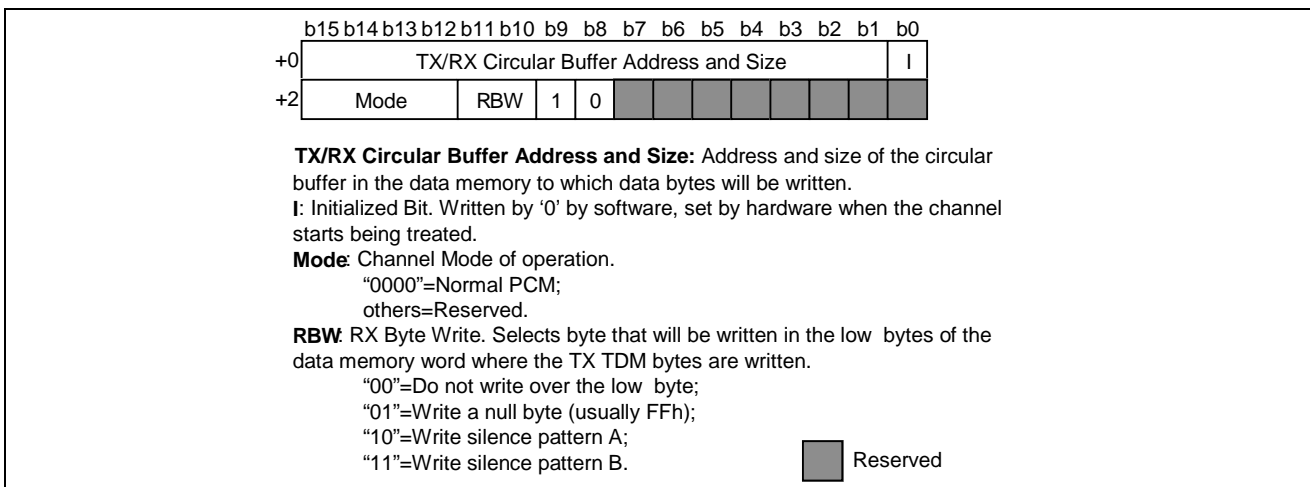 b15 b14 b13 b12 b11 b10 b9 b8 b7 b6 b5 b4 b3 b2 b1 b0
+0 TX/RX Circular Buffer Address and Size I
+2 Mode RBW 1 0
TX/RX Circular Buffer Address and Size: Address and size of the circular
buffer in the data memory to which data bytes will be written.
I: Initialized Bit. Written by ‘0’ by software, set by hardware when the channel
starts being treated.
Mode: Channel Mode of operation.
“0000”=Normal PCM;
others=Reserved.
RBW: RX Byte Write. Selects byte that will be written in the low bytes of the
data memory word where the TX TDM bytes are written.
“00”=Do not write over the low byte;
“01”=Write a null byte (usually FFh);
“10”=Write silence pattern A;
“11”=Write silence pattern B.
Reserved